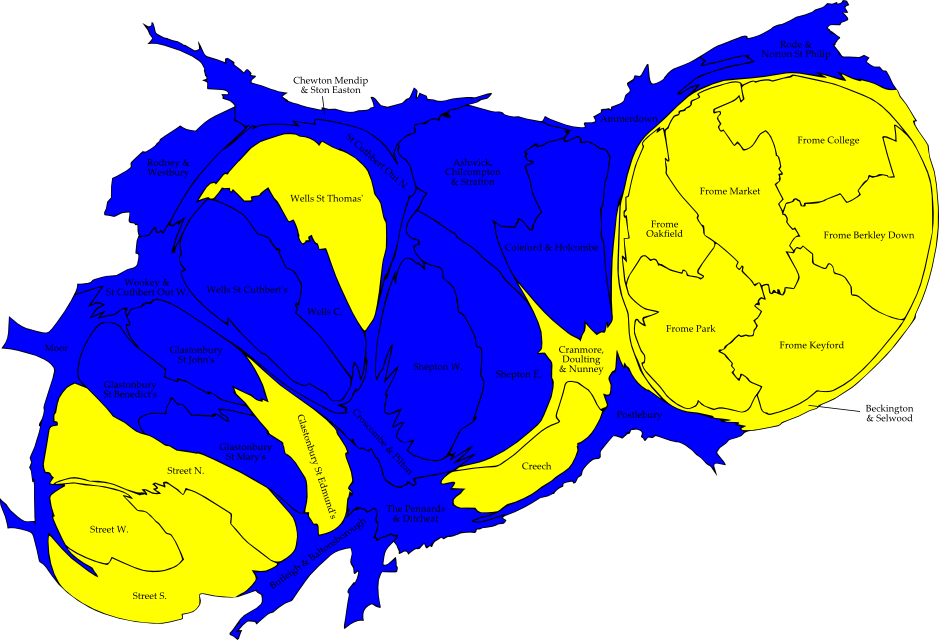 Rode &
Norton St Philip
Chewton Mendip
& Ston Easton
Ammerdown
St Cuthbert Out N.
Frome College
Rodney &
Westbury
Ashwick,
Chilcompton
& Stratton
Frome Market
Wells St Thomas'
Frome
Oakfield
Frome Berkley Down
Coleford & Holcombe
Wookey &
St Cuthbert Out W.
Wells St Cuthbert's
Wells C.
Frome Park
Frome Keyford
Moor
Glastonbury
St John's
Cranmore,
Doulting
& Nunney
Shepton W.
Shepton E.
Glastonbury
St Benedict's
Beckington
& Selwood
Postlebury
Croscombe & Pilton
Glastonbury St Edmund's
Glastonbury
St Mary's
Street N.
Creech
The Pennards
& Ditcheat
Street W.
Butleigh & Baltonsborough
Street S.